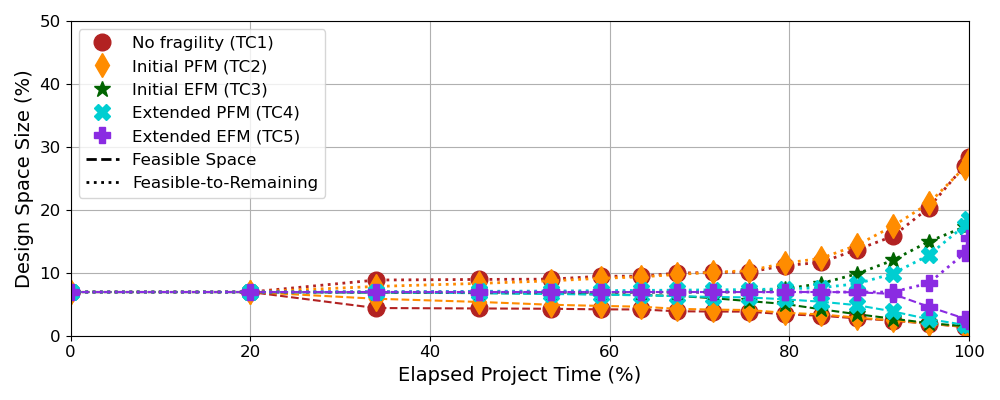 50
40
30
20
10
0
Design Space Size (%)
No fragility (TC1)
Initial PFM (TC2)
Initial EFM (TC3)
Extended PFM (TC4)
Extended EFM (TC5)
Feasible Space
Feasible-to-Remaining
0 20 40 60 80 100
Elapsed Project Time (%)